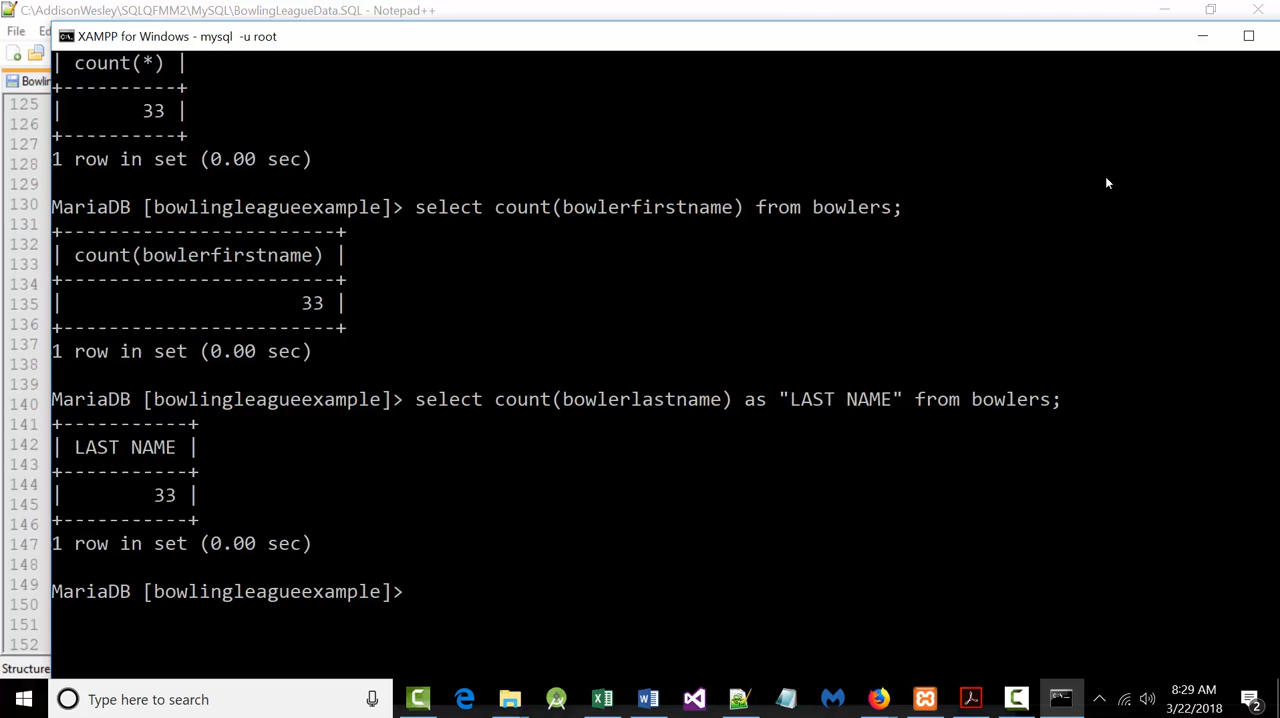 C:\AddisonWesley\SQLQFMM2\MySQL\BowlingLeagueData.SQL - Notepad++
File Ed
XAMPP for Windows - mysql -u root
Bowlin
125
126
127
128
129
130
131
132
133
134
135
136
137
138
139
140
141
142
143
144
145
146
147
148
149
150
151
152
Structure
| count(*) |
+----------+
| 33 |
+----------+
1 row in set (0.00 sec)
MariaDB [bowlingleagueexample]> select count(bowlerfirstname) from bowlers;
+------------------------+
| count(bowlerfirstname) |
+------------------------+
| 33 |
+------------------------+
1 row in set (0.00 sec)
MariaDB [bowlingleagueexample]> select count(bowlerlastname) as "LAST NAME" from bowlers;
+-----------+
| LAST NAME |
+-----------+
| 33 |
+-----------+
1 row in set (0.00 sec)
MariaDB [bowlingleagueexample]>
Type here to search
8:29 AM
3/22/2018
2